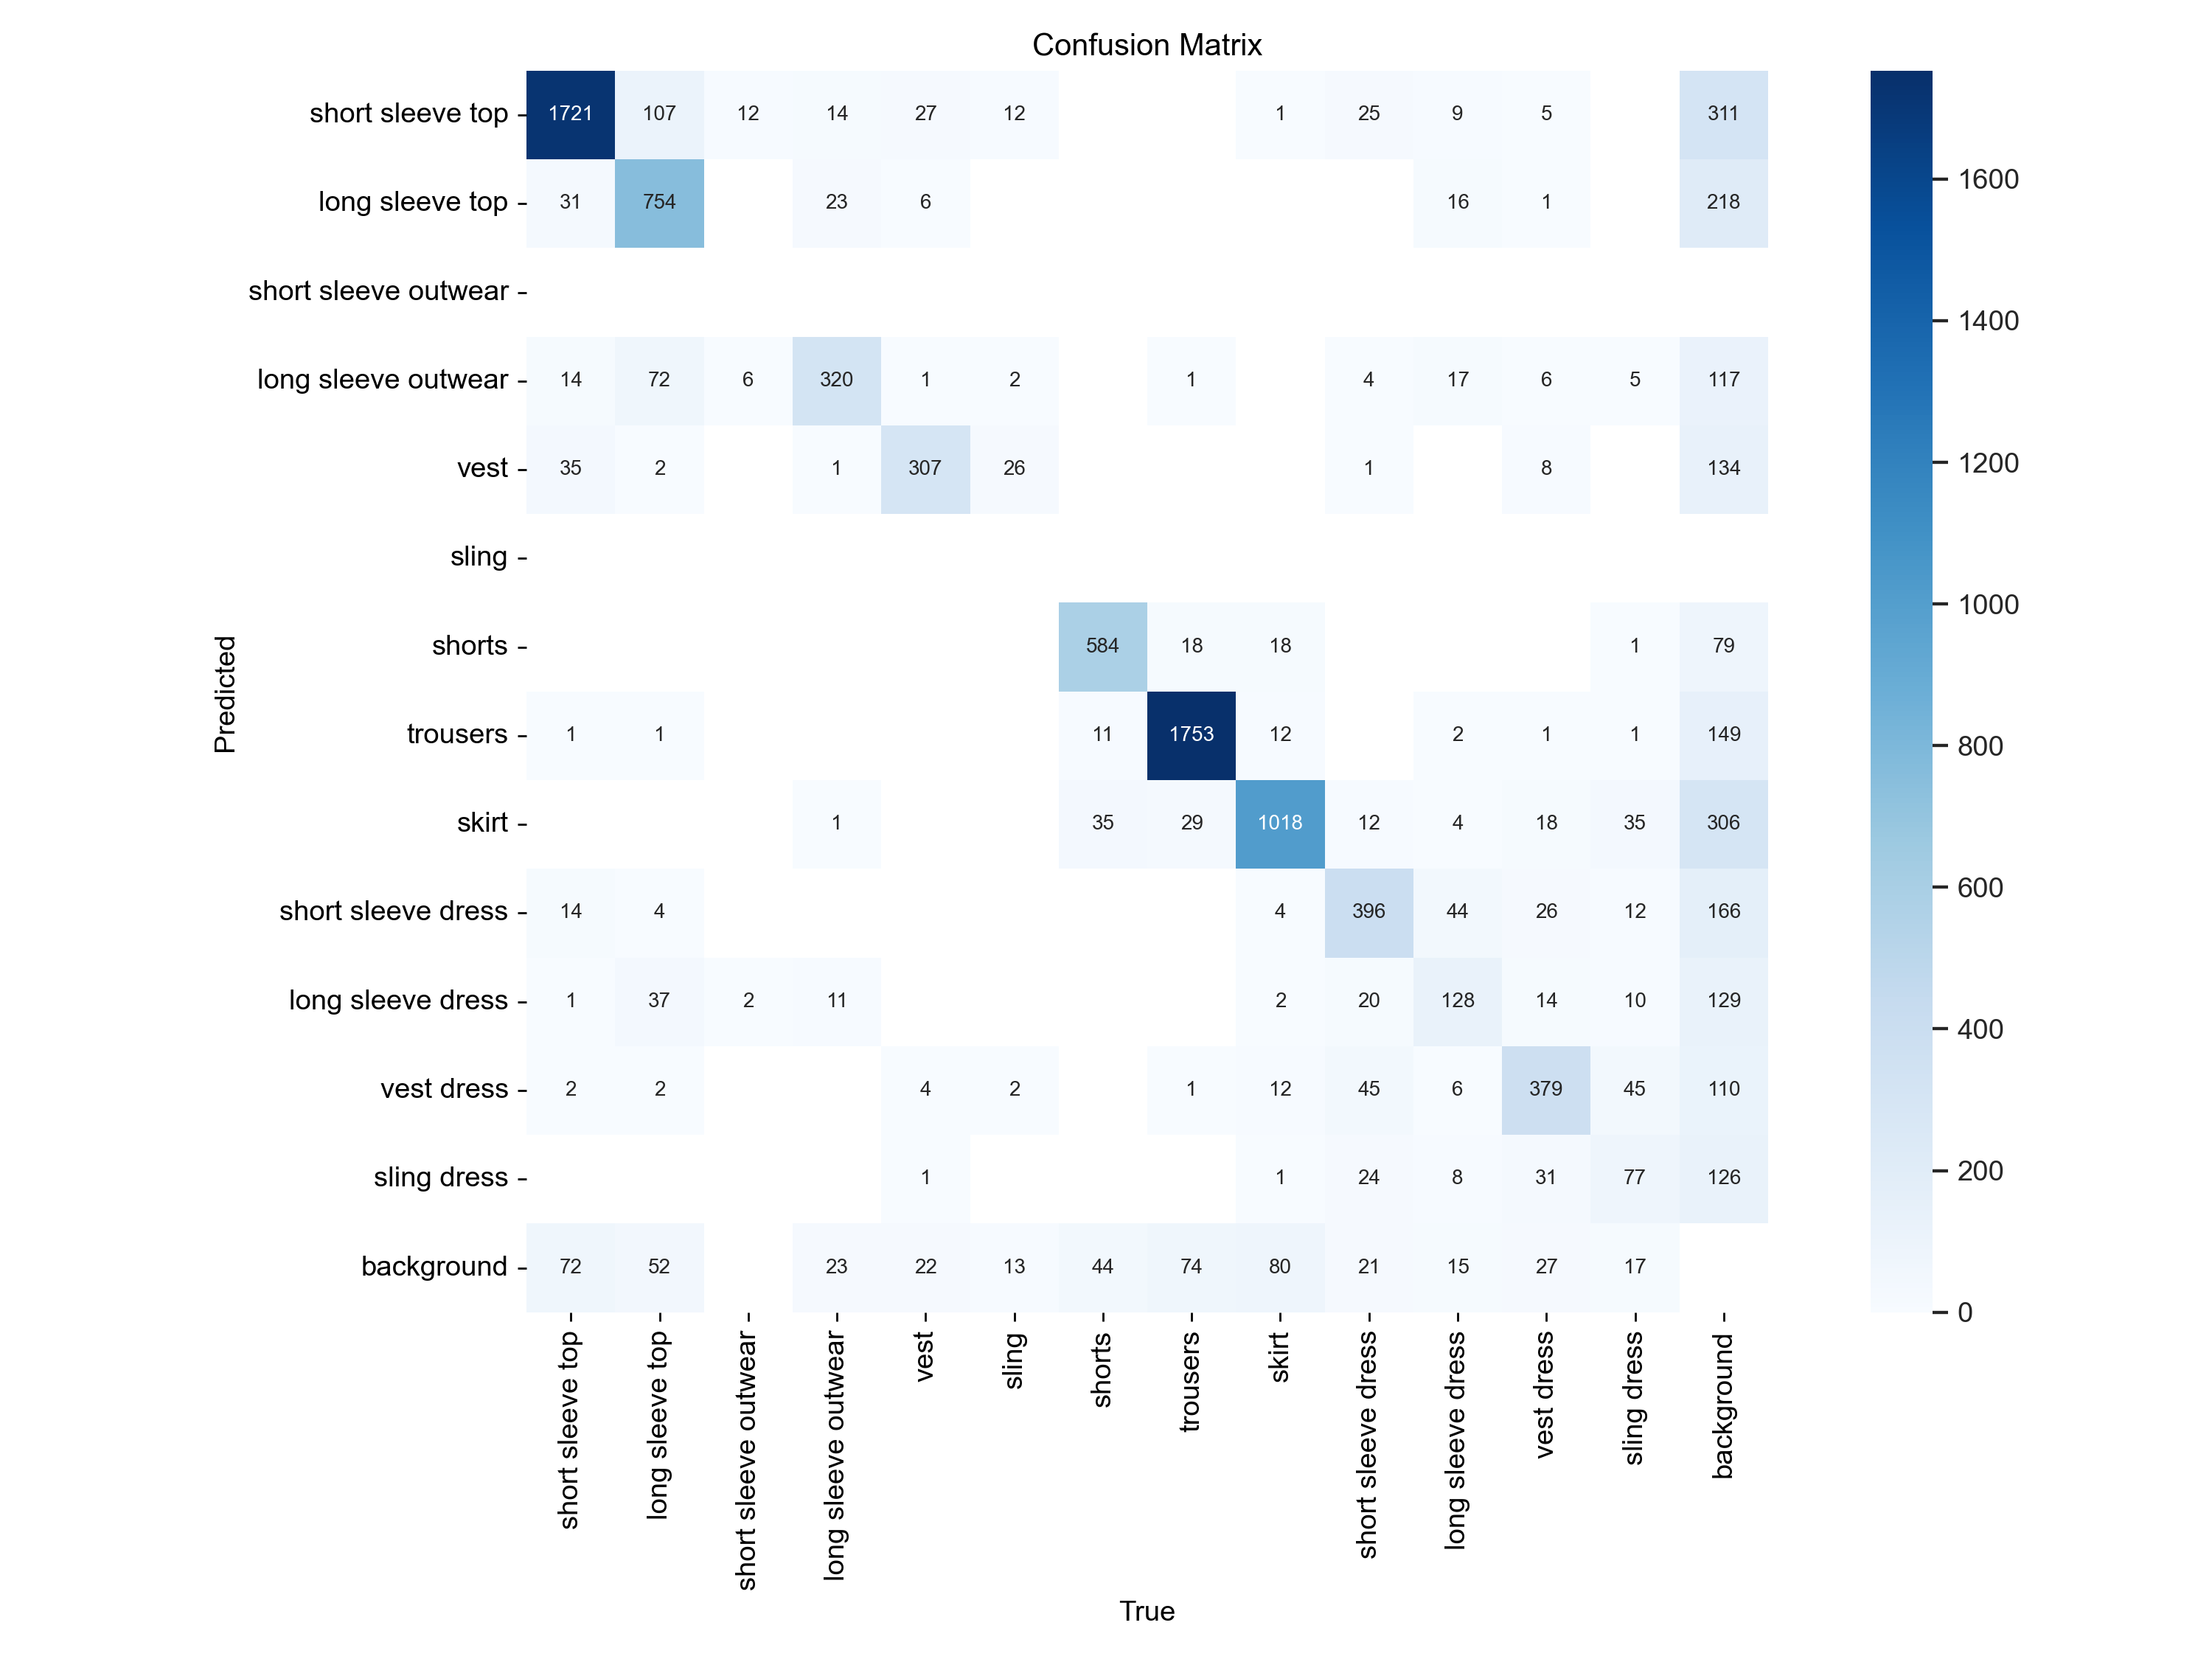 Confusion Matrix
short sleeve top 1721 107 12 14 27 12 1 25 9 5 311
long sleeve top 31 754 23 6 16 1 218
short sleeve outwear
long sleeve outwear 14 72 6 320 1 2 1 4 17 6 5 117
vest 35 2 1 307 26 1 8 134
sling
shorts 584 18 18 1 79
trousers 1 1 11 1753 12 2 1 1 149
skirt 1 35 29 1018 12 4 18 35 306
short sleeve dress 14 4 4 396 44 26 12 166
long sleeve dress 1 37 2 11 2 20 128 14 10 129
vest dress 2 2 4 2 1 12 45 6 379 45 110
sling dress 1 1 24 8 31 77 126
background 72 52 23 22 13 44 74 80 21 15 27 17
Predicted
short sleeve top
long sleeve top
short sleeve outwear
long sleeve outwear
vest
sling
shorts
trousers
skirt
short sleeve dress
long sleeve dress
vest dress
sling dress
background
True
1600
1400
1200
1000
800
600
400
200
0